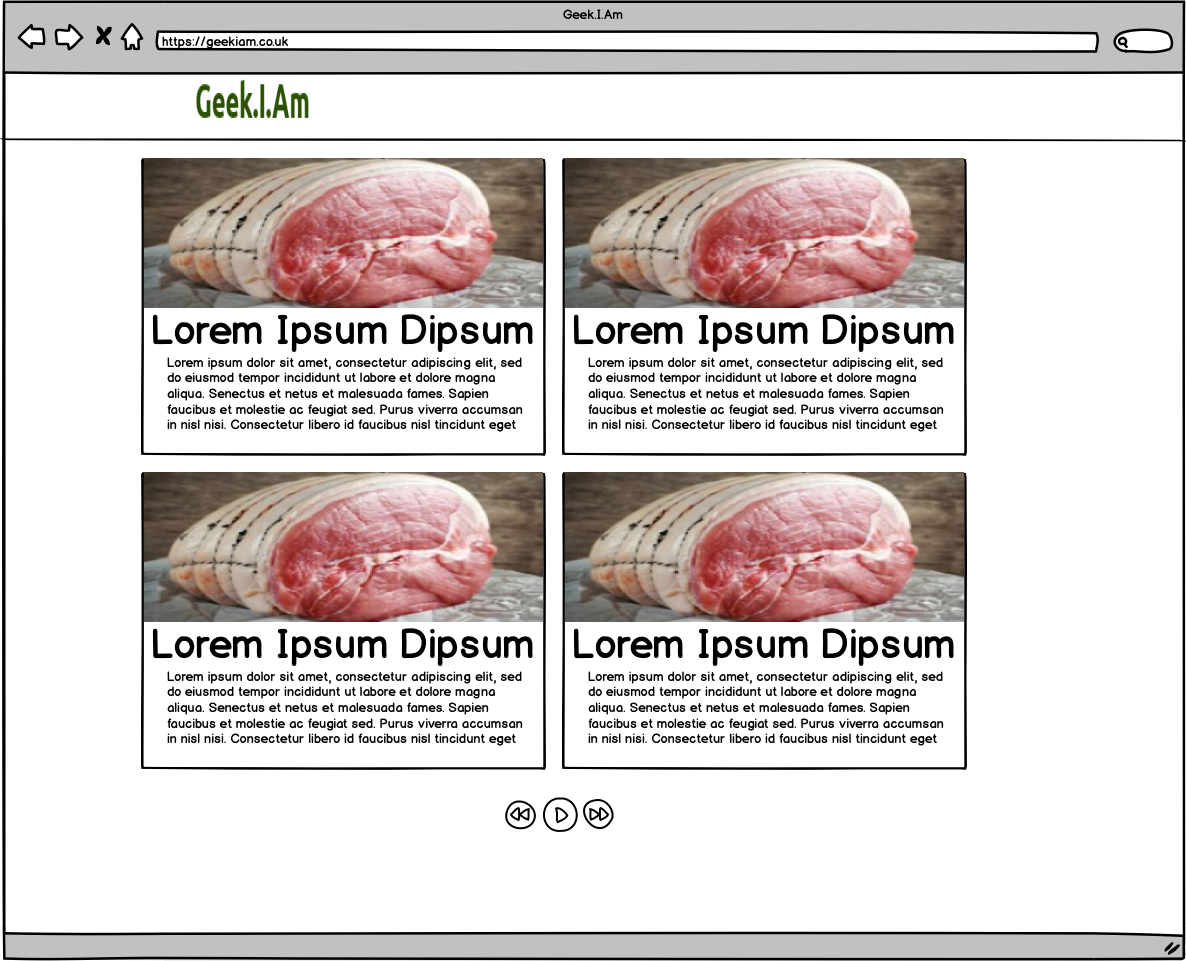 Geek.I.Am
https://geekiam.co.uk
Geek.I.Am
Lorem Ipsum Dipsum
Lorem ipsum dolor sit amet, consectetur adipiscing elit, sed
do eiusmod tempor incididunt ut labore et dolore magna
aliqua. Senectus et netus et malesuada fames. Sapien
faucibus et molestie ac feugiat sed. Purus viverra accumsan
in nisl nisi. Consectetur libero id faucibus nisl tincidunt eget
Lorem Ipsum Dipsum
Lorem ipsum dolor sit amet, consectetur adipiscing elit, sed
do eiusmod tempor incididunt ut labore et dolore magna
aliqua. Senectus et netus et malesuada fames. Sapien
faucibus et molestie ac feugiat sed. Purus viverra accumsan
in nisl nisi. Consectetur libero id faucibus nisl tincidunt eget
Lorem Ipsum Dipsum
Lorem ipsum dolor sit amet, consectetur adipiscing elit, sed
do eiusmod tempor incididunt ut labore et dolore magna
aliqua. Senectus et netus et malesuada fames. Sapien
faucibus et molestie ac feugiat sed. Purus viverra accumsan
in nisl nisi. Consectetur libero id faucibus nisl tincidunt eget
Lorem Ipsum Dipsum
Lorem ipsum dolor sit amet, consectetur adipiscing elit, sed
do eiusmod tempor incididunt ut labore et dolore magna
aliqua. Senectus et netus et malesuada fames. Sapien
faucibus et molestie ac feugiat sed. Purus viverra accumsan
in nisl nisi. Consectetur libero id faucibus nisl tincidunt eget